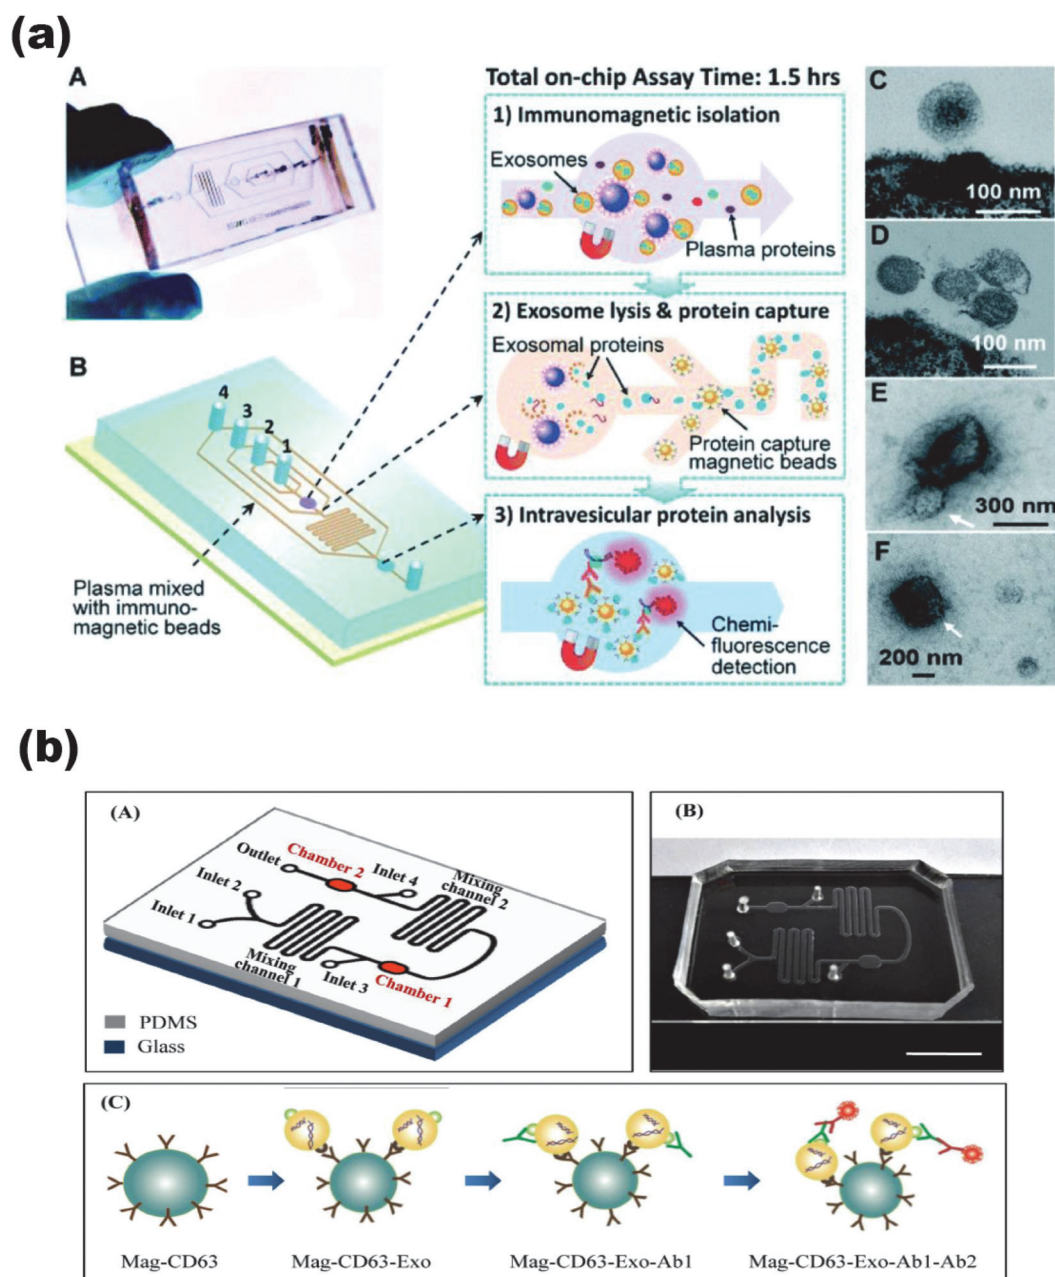 (a)
A
Total on-chip Assay Time: 1.5 hrs
1) Immunomagnetic isolation
Exosomes
Plasma proteins
2) Exosome lysis & protein capture
Exosomal proteins
Protein capture
magnetic beads
3) Intravesicular protein analysis
Chemi-
fluorescence
detection
B
4
3
2
1
Plasma mixed
with immuno-
magnetic beads
C
100 nm
D
100 nm
E
300 nm
F
200 nm
(b)
(A)
Outlet
Chamber 2
Inlet 4
Mixing
channel 2
Inlet 2
Inlet 1
Mixing
channel 1
Inlet 3
Chamber 1
PDMS
Glass
(B)
(C)
Mag-CD63
Mag-CD63-Exo
Mag-CD63-Exo-Ab1
Mag-CD63-Exo-Ab1-Ab2